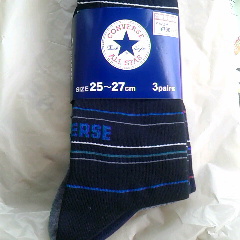 CONVERSE
ALL STAR
SIZE 25~27cm 3pairs
ERSE